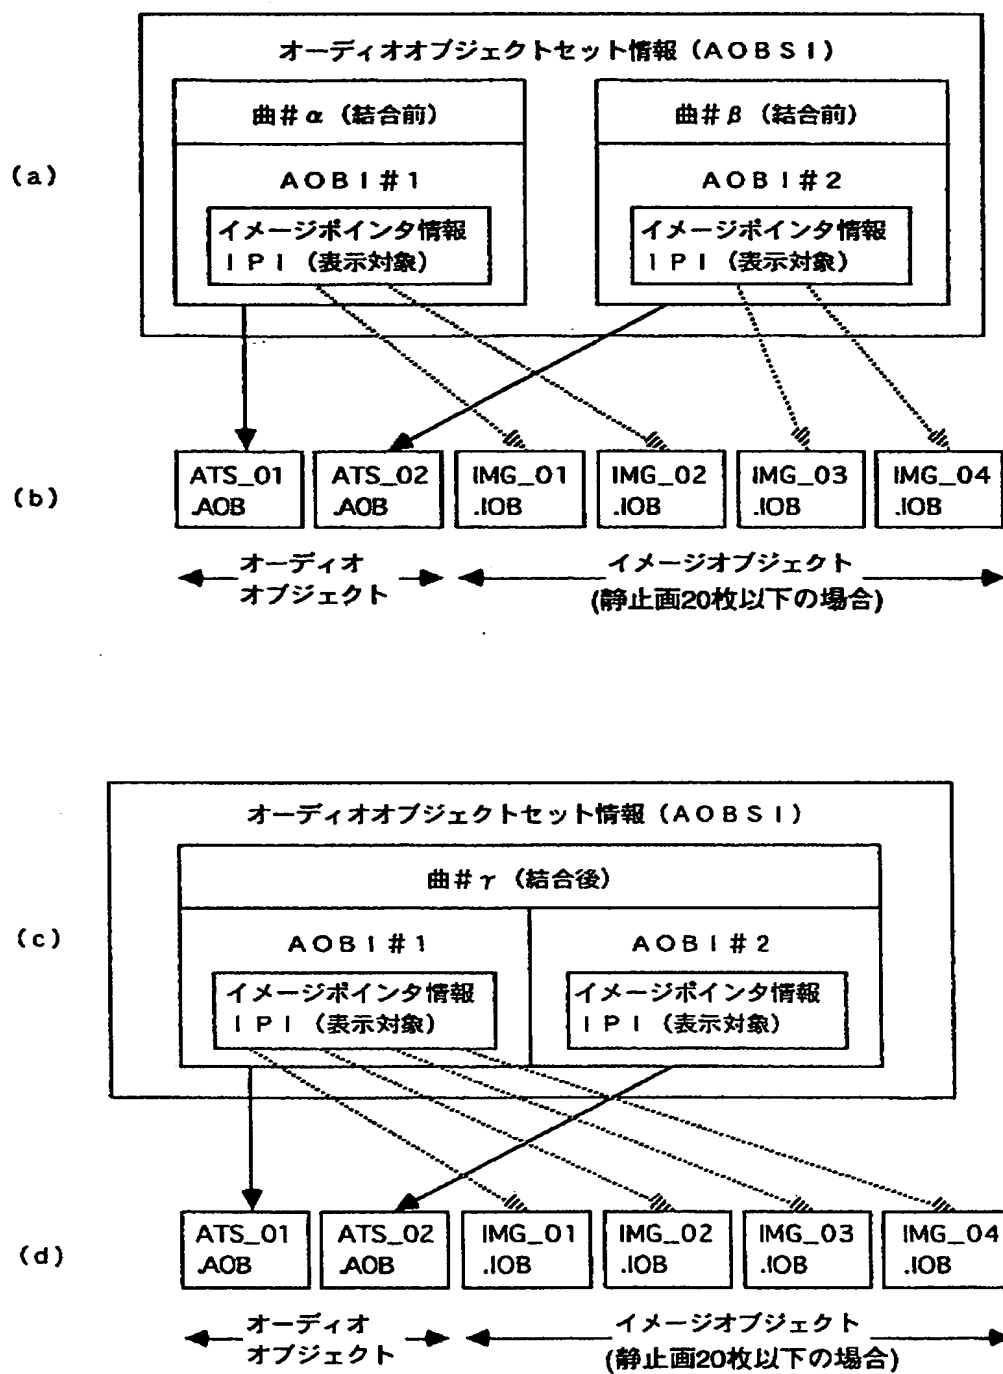 オーディオオブジェクトセット情報(AOBSI)
曲#α(結合前)
曲#β(結合前)
(a)
AOBI#1
AOBI#2
イメージポインタ情報
IPI(表示対象)
イメージポインタ情報
IPI(表示対象)
(b)
ATS_01
.AOB
ATS_02
.AOB
IMG_01
.IOB
IMG_02
.IOB
IMG_03
.IOB
IMG_04
.IOB
オーディオ
オブジェクト
イメージオブジェクト
(静止画20枚以下の場合)
オーディオオブジェクトセット情報(AOBSI)
曲#γ(結合後)
(c)
AOBI#1
AOBI#2
イメージポインタ情報
IPI(表示対象)
イメージポインタ情報
IPI(表示対象)
(d)
ATS_01
.AOB
ATS_02
.AOB
IMG_01
.IOB
IMG_02
.IOB
IMG_03
.IOB
IMG_04
.IOB
オーディオ
オブジェクト
イメージオブジェクト
(静止画20枚以下の場合)